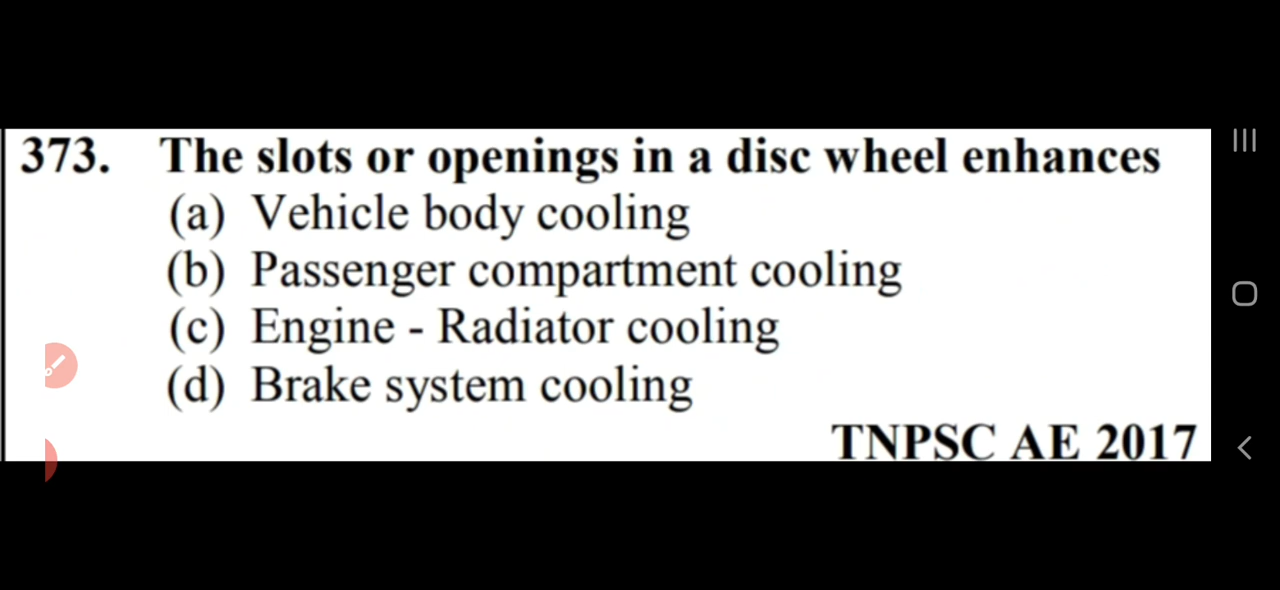 373. The slots or openings in a disc wheel enhances
(a) Vehicle body cooling
(b) Passenger compartment cooling
(c) Engine - Radiator cooling
(d) Brake system cooling
TNPSC AE 2017